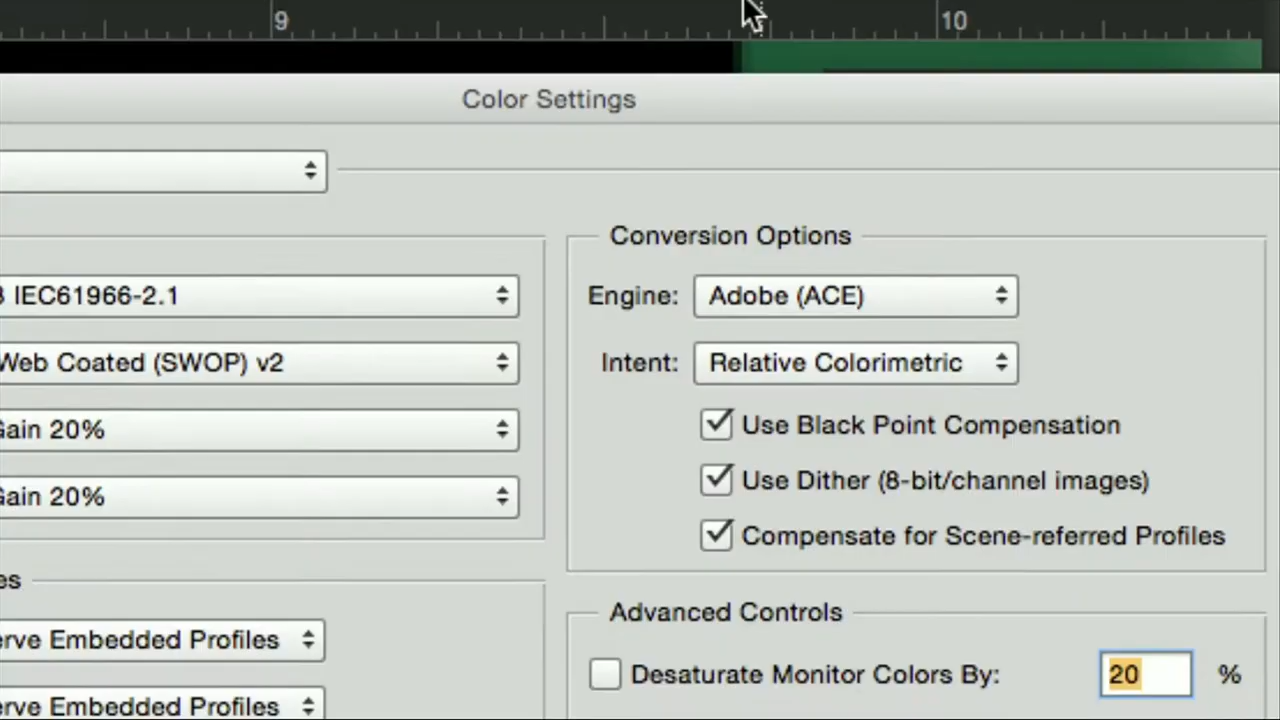 9 10
Color Settings
Conversion Options
IEC61966-2.1
Engine: Adobe (ACE)
Web Coated (SWOP) v2
Intent: Relative Colorimetric
Gain 20%
Use Black Point Compensation
Use Dither (8-bit/channel images)
Gain 20%
Compensate for Scene-referred Profiles
es
Advanced Controls
erve Embedded Profiles
Desaturate Monitor Colors By: 20 %
erve Embedded Profiles